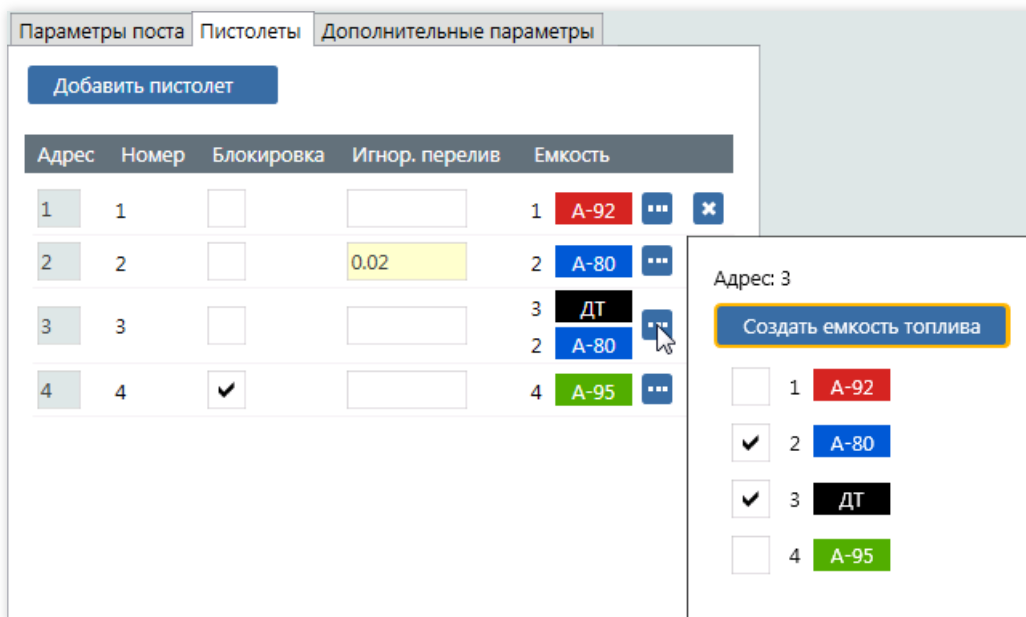 Параметры поста Пистолеты Дополнительные параметры
Добавить пистолет
Адрес Номер Блокировка Игнор. перелив Емкость
1 1 1 А-92
2 2 0.02 2 А-80
3 3 3 ДТ
2 А-80
4 4 4 А-95
Адрес: 3
Создать емкость топлива
1 А-92
2 А-80
3 ДТ
4 А-95